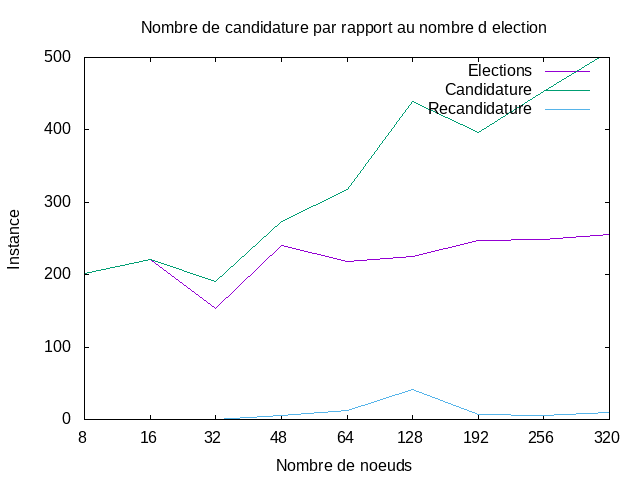 Nombre de candidature par rapport au nombre d election
500
400
300
200
100
0
Instance
Elections
Candidature
Recandidature
8 16 32 48 64 128 192 256 320
Nombre de noeuds